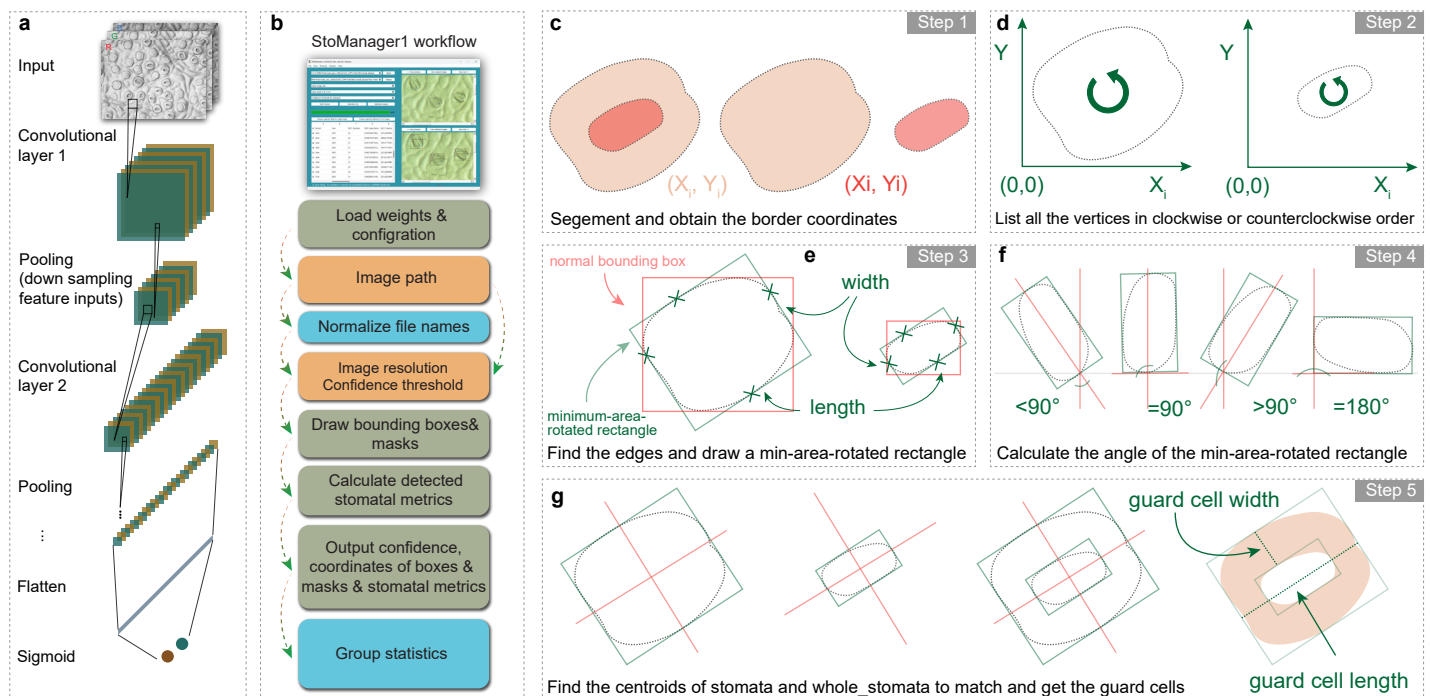 a
Input
R
G
Convolutional
layer 1
Pooling
(down sampling
feature inputs)
Convolutional
layer 2
Pooling
⋮
Flatten
Sigmoid
b
StoManager1 workflow
Load weights &
configration
Image path
Normalize file names
Image resolution
Confidence threshold
Draw bounding boxes&
masks
Calculate detected
stomatal metrics
Output confidence,
coordinates of boxes &
masks & stomatal metrics
Group statistics
c
Step 1
(Xi, Yi)
(Xi, Yi)
Segement and obtain the border coordinates
d
Step 2
Y
(0,0)
Xi
Y
(0,0)
Xi
List all the vertices in clockwise or counterclockwise order
e
Step 3
normal bounding box
width
length
minimum-area-
rotated rectangle
Find the edges and draw a min-area-rotated rectangle
f
Step 4
<90°
=90°
>90°
=180°
Calculate the angle of the min-area-rotated rectangle
g
Step 5
guard cell width
guard cell length
Find the centroids of stomata and whole_stomata to match and get the guard cells